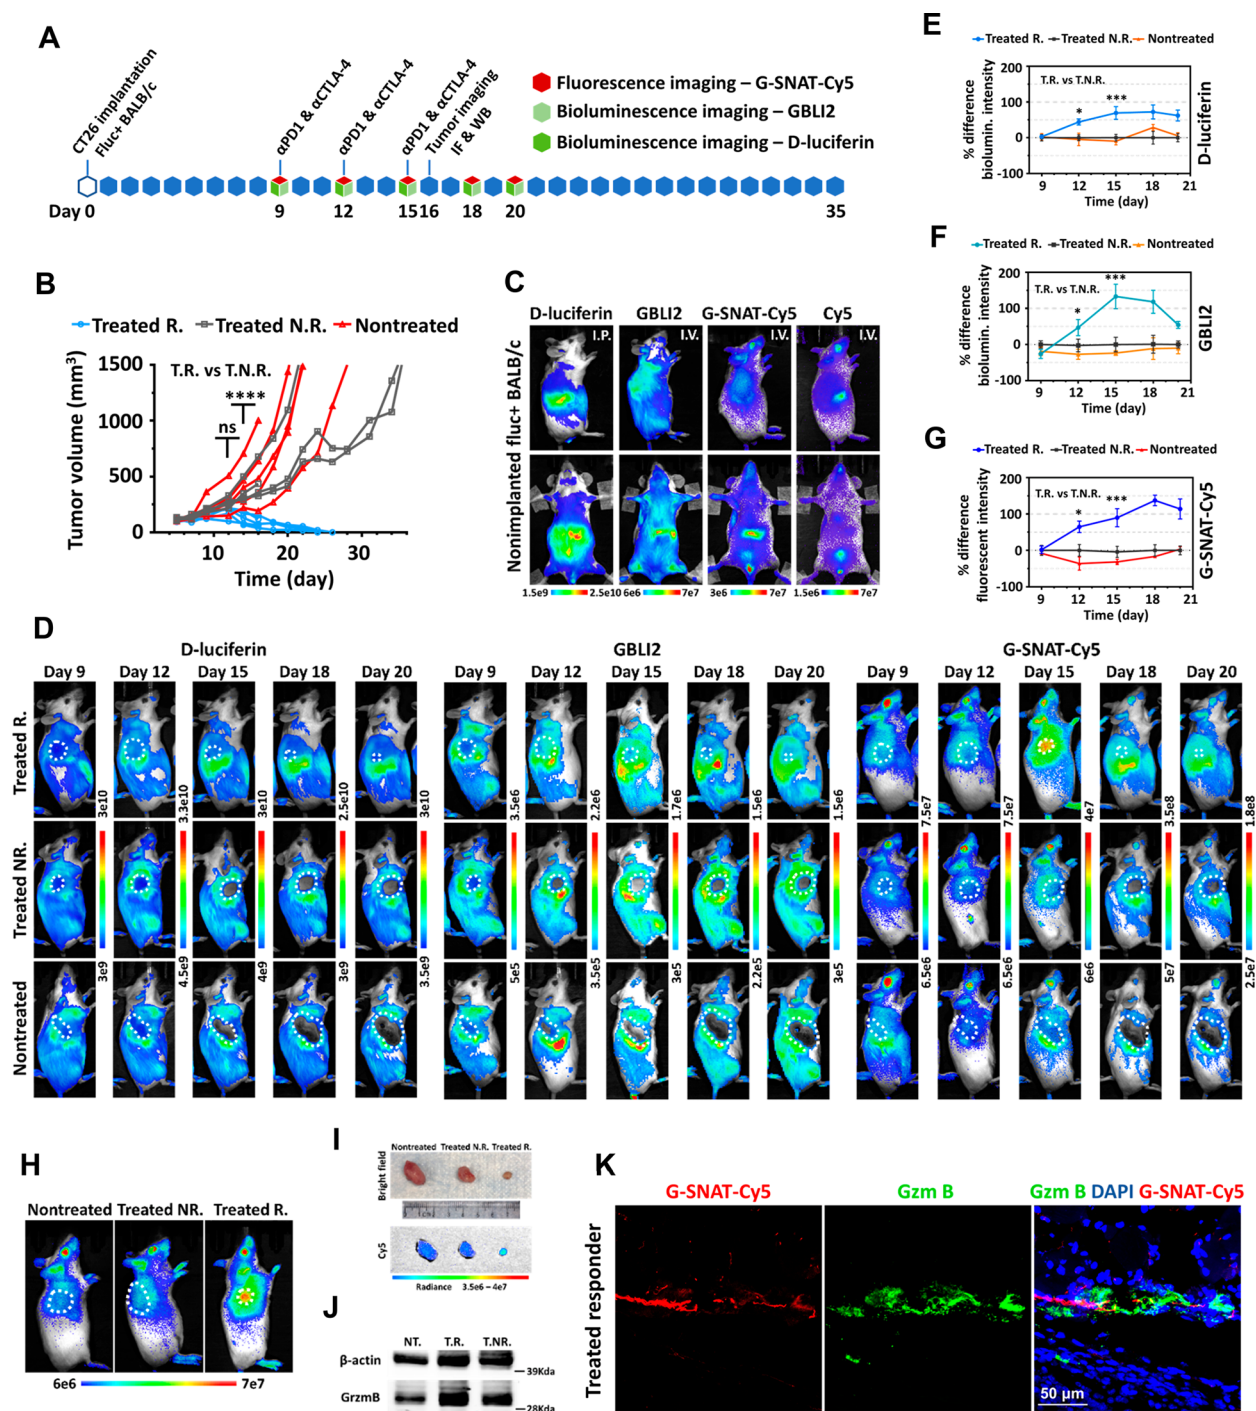 A
CT26 implantation
Fluc+ BALB/c
αPD1 & αCTLA-4
αPD1 & αCTLA-4
αPD1 & αCTLA-4
Tumor imaging
IF & WB
Fluorescence imaging – G-SNAT-Cy5
Bioluminescence imaging – GBLI2
Bioluminescence imaging – D-luciferin
Day 0 9 12 15 16 18 20 35
B
Treated R. Treated N.R. Nontreated
T.R. vs T.N.R.
****
ns
Tumor volume (mm³)
1500
1000
500
0
10 20 30
Time (day)
C
D-luciferin GBLI2 G-SNAT-Cy5 Cy5
I.P. I.V. I.V. I.V.
Nonimplanted fluc+ BALB/c
1.5e9 2.5e10 6e6 7e7 3e6 7e7 1.5e6 7e7
E
Treated R. Treated N.R. Nontreated
T.R. vs T.N.R.
* ***
% difference
biolumin. intensity
200
100
0
-100
9 12 15 18 21
Time (day)
D-luciferin
F
Treated R. Treated N.R. Nontreated
T.R. vs T.N.R.
* ***
% difference
biolumin. intensity
200
100
0
-100
9 12 15 18 21
Time (day)
GBLI2
G
Treated R. Treated N.R. Nontreated
T.R. vs T.N.R.
* ***
% difference
fluorescent intensity
200
100
0
100
9 12 15 18 21
Time (day)
G-SNAT-Cy5
D
D-luciferin GBLI2 G-SNAT-Cy5
Day 9 Day 12 Day 15 Day 18 Day 20 Day 9 Day 12 Day 15 Day 18 Day 20 Day 9 Day 12 Day 15 Day 18 Day 20
Treated R.
3e10 3.3e10 3e10 2.5e10 3e10 3.5e6 2.2e6 1.7e6 1.5e6 1.5e6 7.5e7 7.5e7 4e7 3.5e8 1.8e8
Treated NR.
3e9 4.5e9 4e9 3e9 3.5e9 5e5 3.5e5 3e5 2.2e5 3e5 6.5e6 6.5e6 6e6 5e7 2.5e7
Nontreated
H
Nontreated Treated NR. Treated R.
6e6 7e7
I
Nontreated Treated N.R. Treated R.
Bright field
Cy5
Radiance 3.5e6 – 4e7
J
NT. T.R. T.NR.
β-actin
39Kda
GrzmB
28Kda
K
G-SNAT-Cy5 Gzm B Gzm B DAPI G-SNAT-Cy5
Treated responder
50 µm